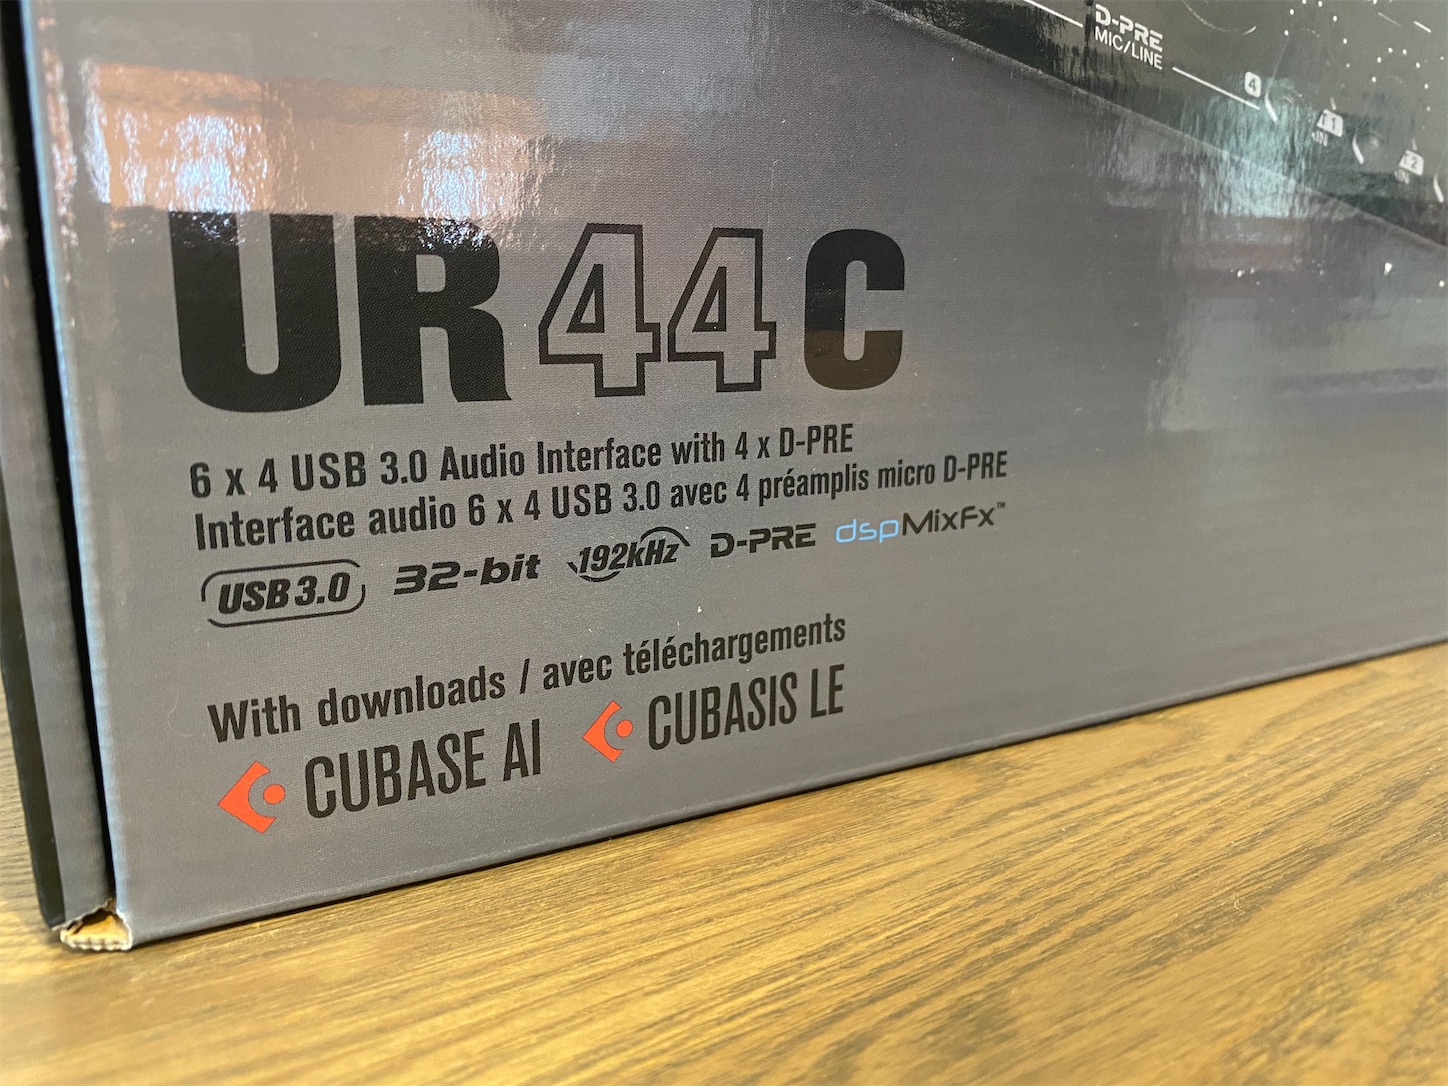 D-PRE
MIC/LINE
4
UR44C
6 x 4 USB 3.0 Audio Interface with 4 x D-PRE
Interface audio 6 x 4 USB 3.0 avec 4 préamplis micro D-PRE
USB 3.0 32-bit 192kHz D-PRE dspMixFx™
With downloads / avec téléchargements
CUBASE AI CUBASIS LE